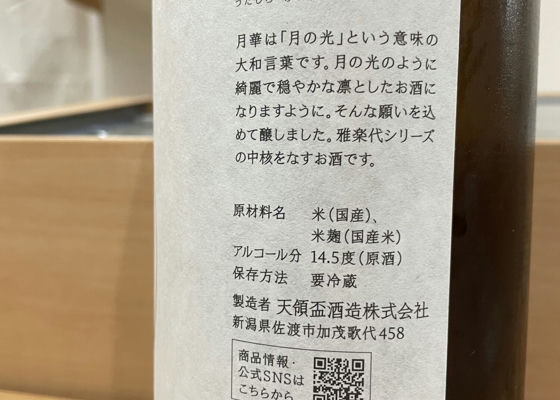 月華は「月の光」という意味の
大和言葉です。月の光のように
綺麗で穏やかな凛としたお酒に
なりますように。そんな願いを込
めて醸しました。雅楽代シリーズ
の中核をなすお酒です。
原材料名 米(国産)、
米麹(国産米)
アルコール分 14.5度(原酒)
保存方法 要冷蔵
製造者 天領盃酒造株式会社
新潟県佐渡市加茂歌代458
商品情報・
公式SNSは
こちらから